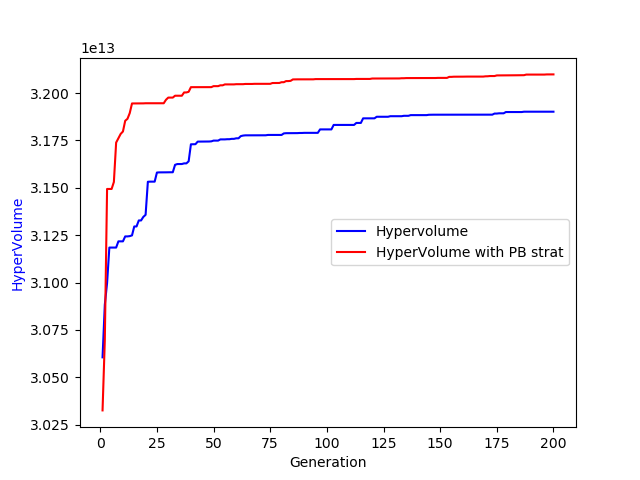 1e13
3.200
3.175
3.150
3.125
3.100
3.075
3.050
3.025
HyperVolume
Hypervolume
HyperVolume with PB strat
0 25 50 75 100 125 150 175 200
Generation